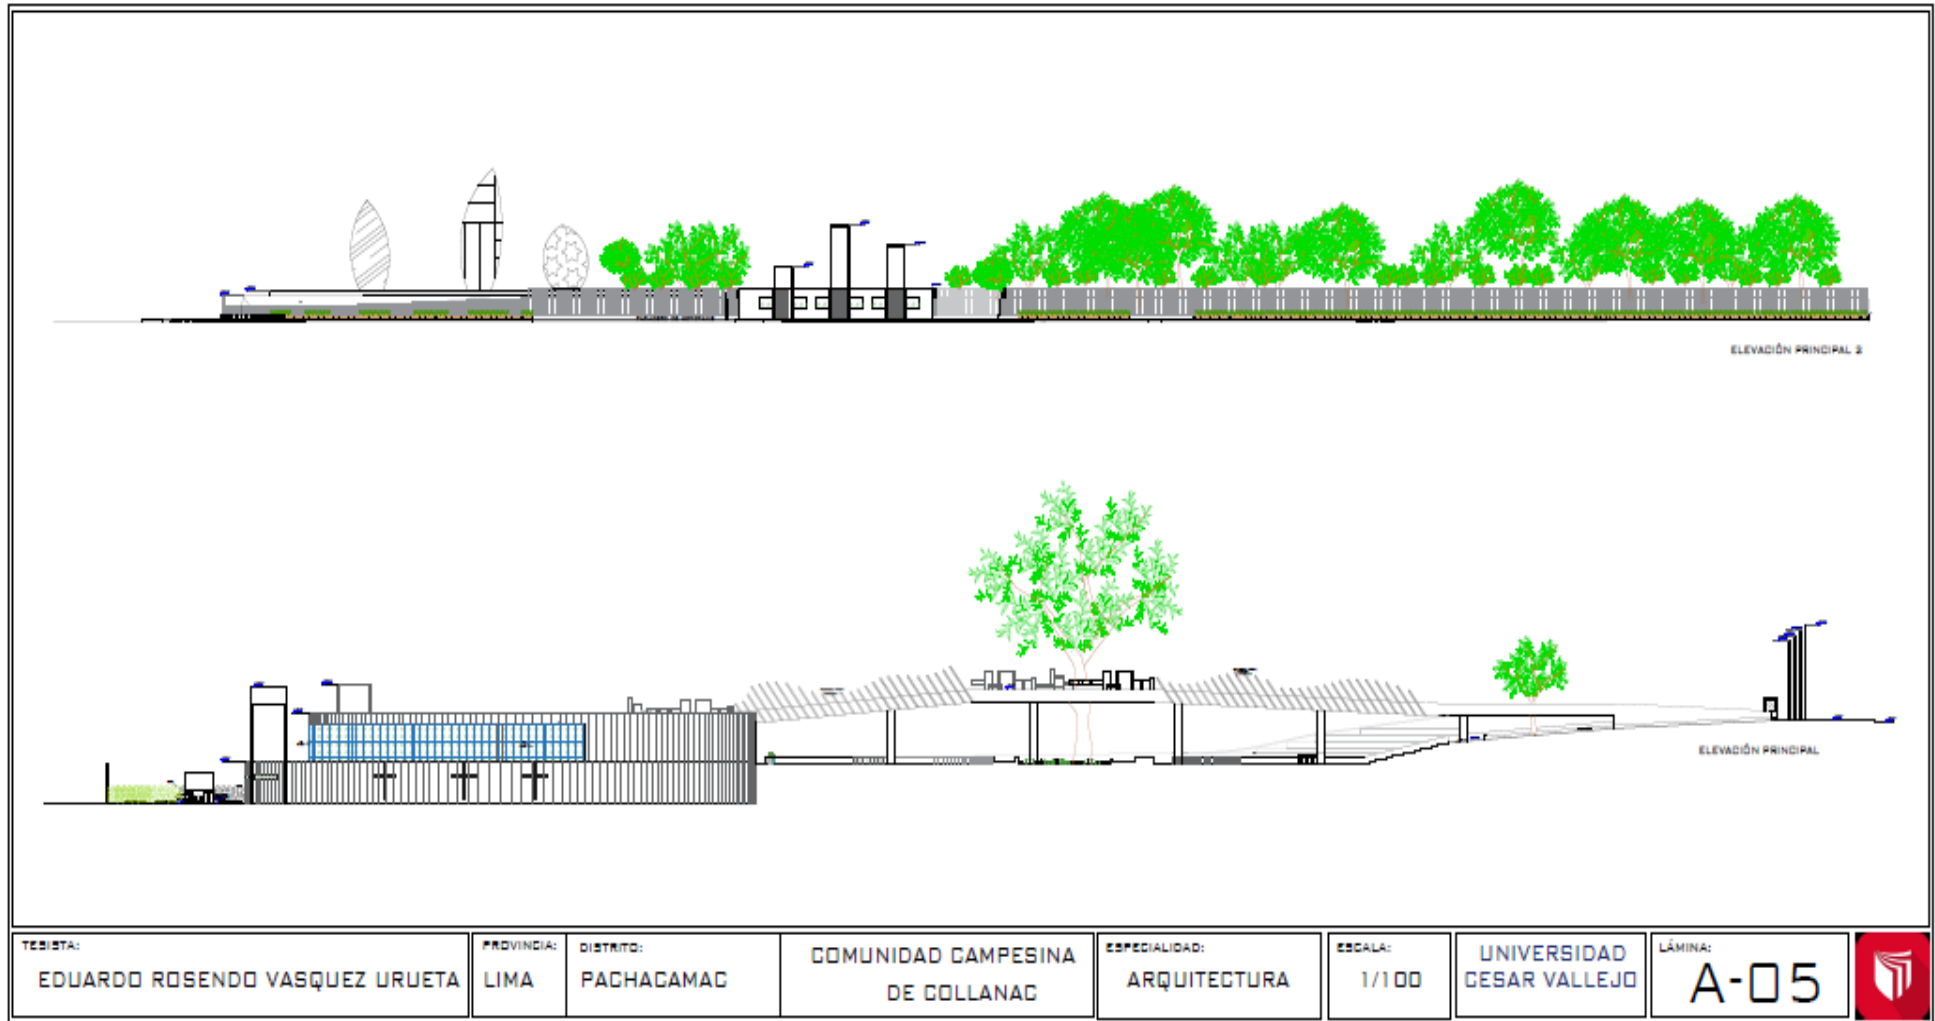 ELEVACIÓN PRINCIPAL 2
ELEVACIÓN PRINCIPAL
TESISTA:
EDUARDO ROSENDO VASQUEZ URUETA
PROVINCIA:
LIMA
DISTRITO:
PACHACAMAC
COMUNIDAD CAMPESINA
DE COLLANAC
ESPECIALIDAD:
ARQUITECTURA
ESCALA:
1/100
UNIVERSIDAD
CESAR VALLEJO
LÁMINA:
A-05